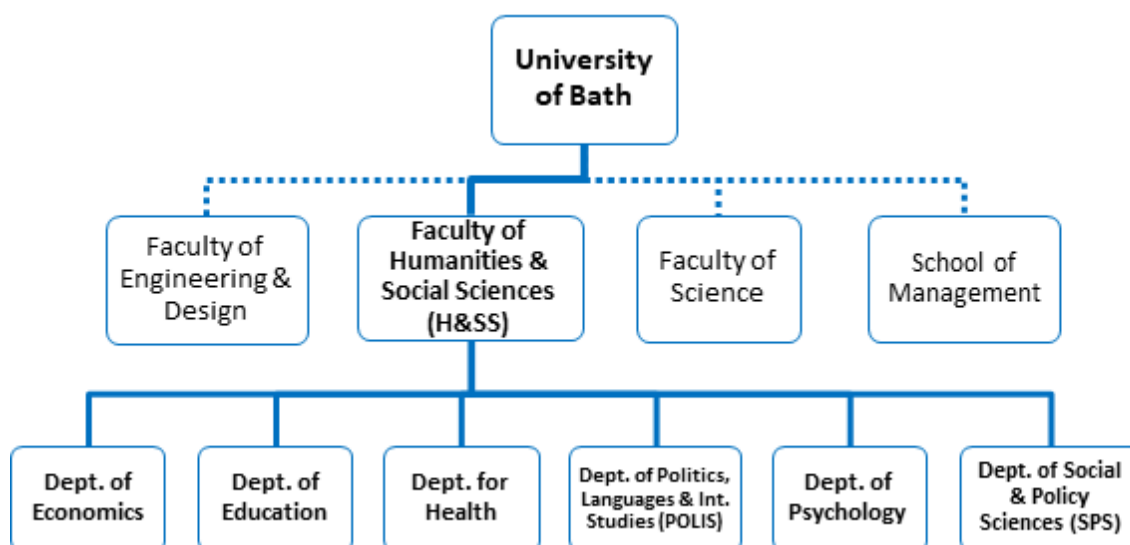 University
of Bath
Faculty of
Engineering &
Design
Faculty of
Humanities &
Social Sciences
(H&SS)
Faculty of
Science
School of
Management
Dept. of
Economics
Dept. of
Education
Dept. for
Health
Dept. of Politics,
Languages & Int.
Studies (POLIS)
Dept. of
Psychology
Dept. of Social
& Policy
Sciences (SPS)